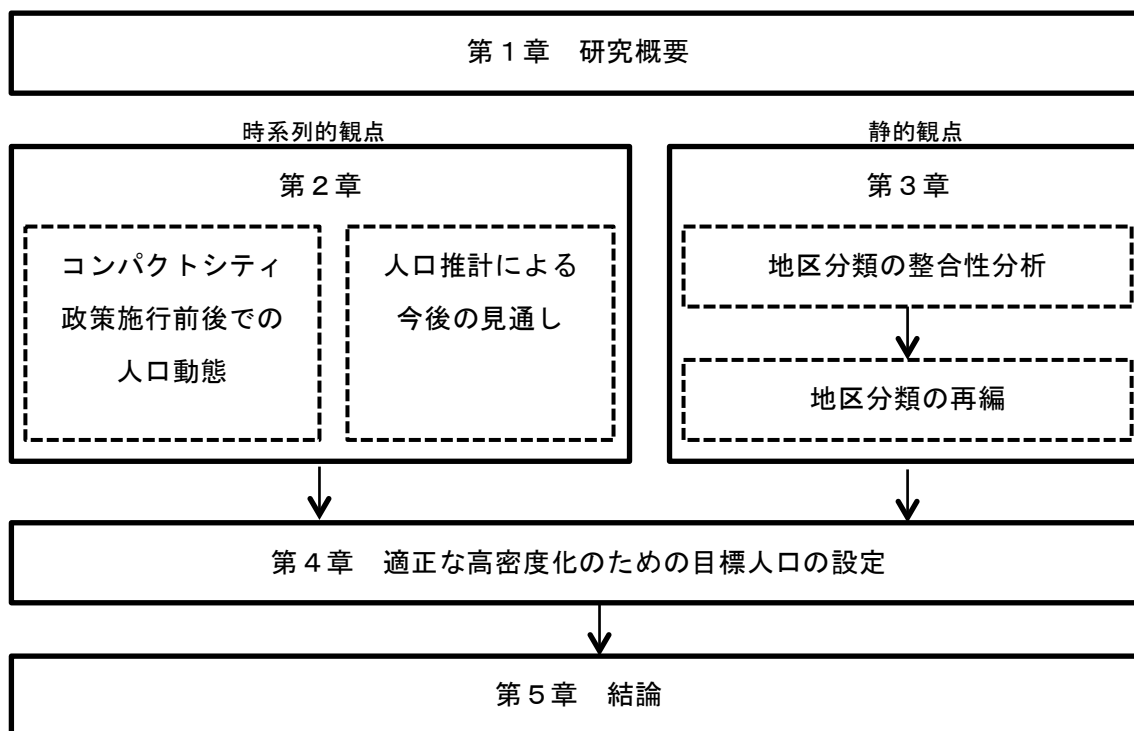 第１章　研究概要
時系列的観点
第２章
コンパクトシティ
政策施行前後での
人口動態
人口推計による
今後の見通し
静的観点
第３章
地区分類の整合性分析
地区分類の再編
第４章　適正な高密度化のための目標人口の設定
第５章　結論